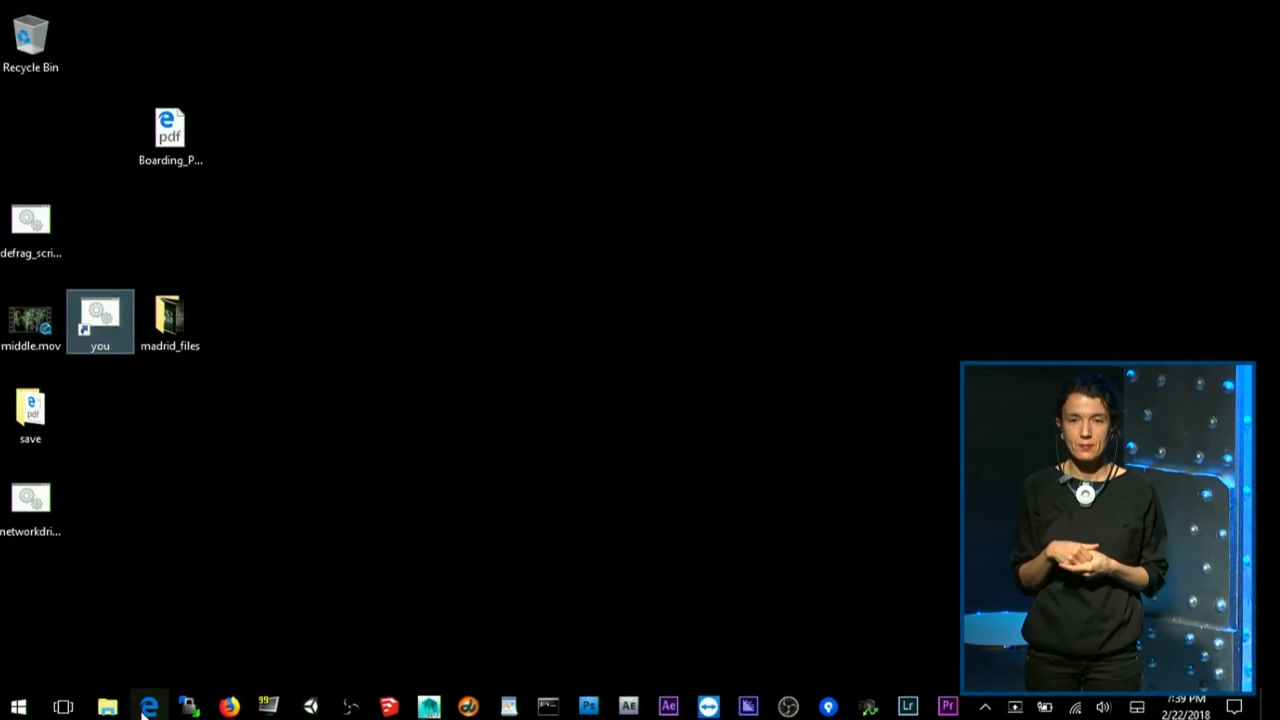 Recycle Bin
pdf
Boarding_P...
defrag_scri...
middle.mov
you
madrid_files
pdf
save
networkdri...
99
Ps
AE
Ae
Lr
Pr
7:39 PM
2/22/2018